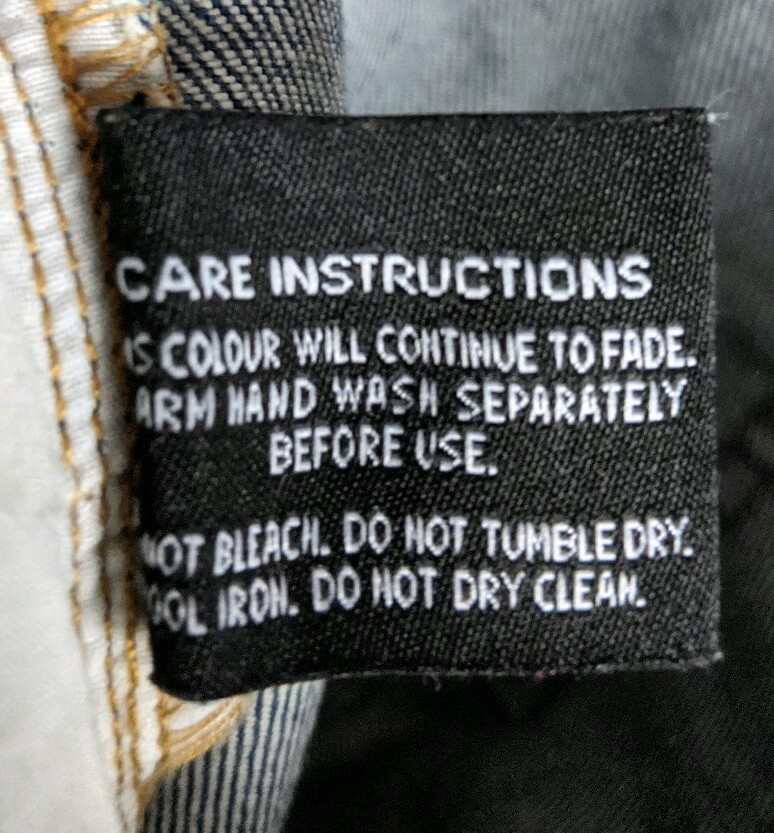 CARE INSTRUCTIONS
COLOUR WILL CONTINUE TO FADE.
HAND WASH SEPARATELY
BEFORE USE.
NOT BLEACH. DO NOT TUMBLE DRY.
IRON. DO NOT DRY CLEAN.